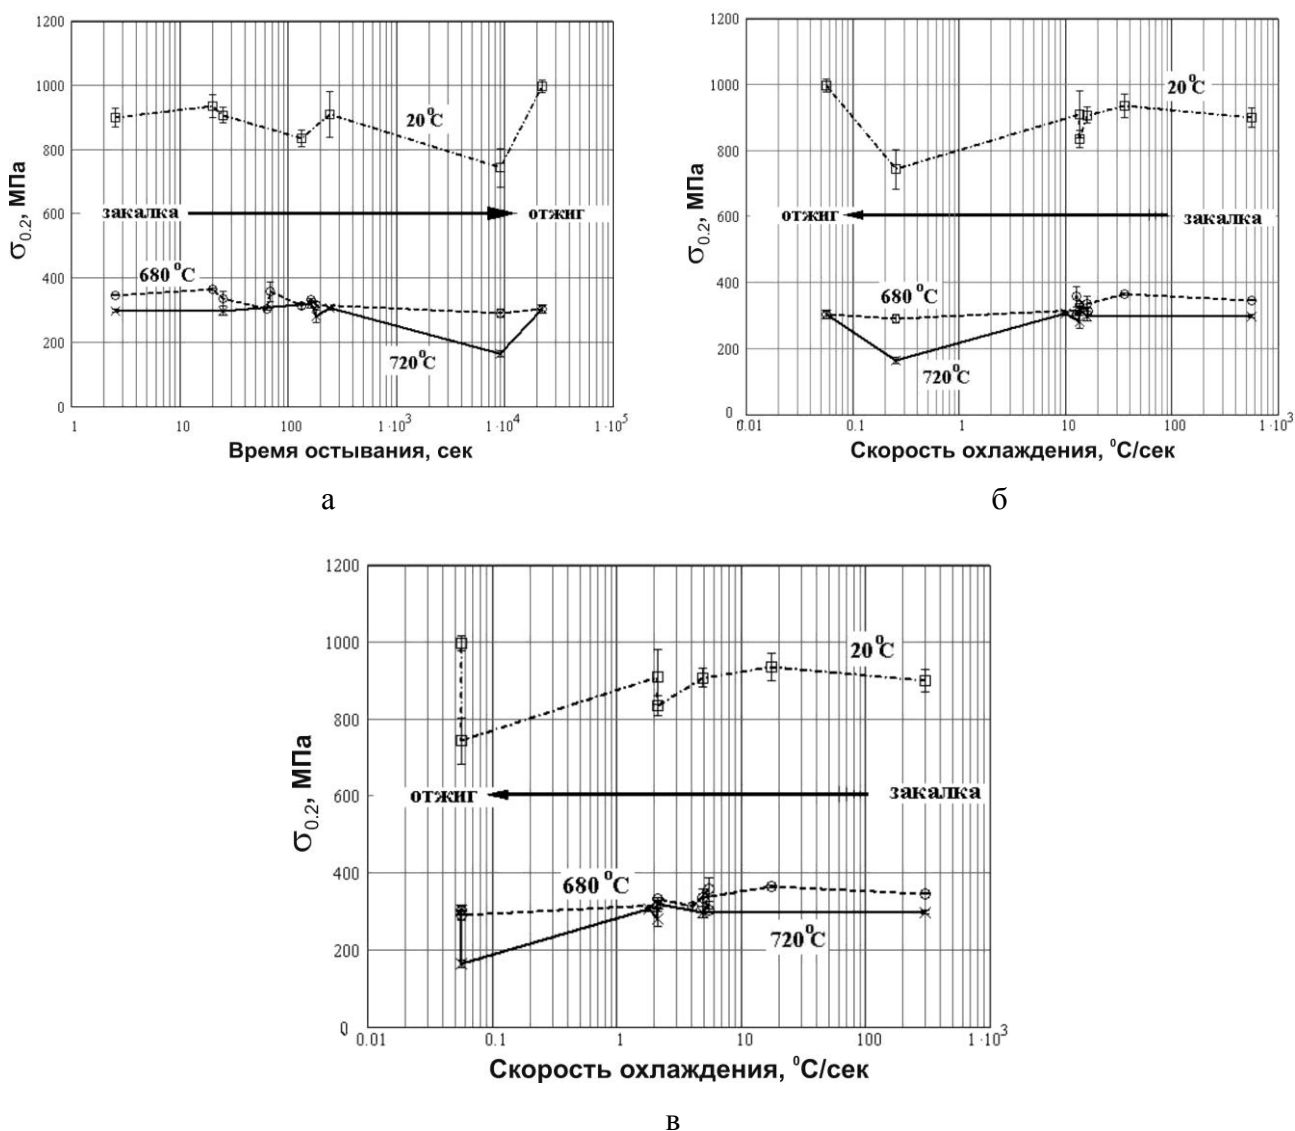 1200
1000
800
600
400
200
0
σ0.2, МПа
20°C
закалка
отжиг
680 °C
720°C
1
10
100
1·10³
1·10⁴
1·10⁵
Время остывания, сек
а
1200
1000
800
600
400
200
0
σ0.2, МПа
20°C
отжиг
закалка
680 °C
720°C
0.01
0.1
1
10
100
1·10³
Скорость охлаждения, ⁰С/сек
б
1200
1000
800
600
400
200
0
σ0.2, МПа
20°C
отжиг
закалка
680 °C
720°C
0.01
0.1
1
10
100
1·10³
Скорость охлаждения, ⁰С/сек
в